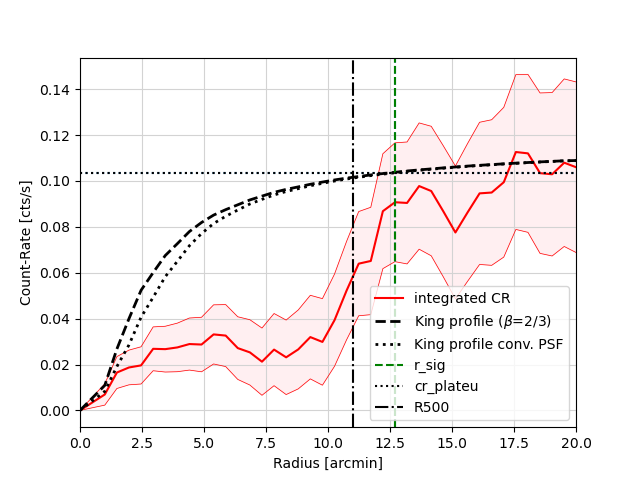 0.14
0.12
0.10
0.08
0.06
0.04
0.02
0.00
Count-Rate [cts/s]
integrated CR
King profile (β=2/3)
King profile conv. PSF
r_sig
cr_plateu
R500
0.0 2.5 5.0 7.5 10.0 12.5 15.0 17.5 20.0
Radius [arcmin]